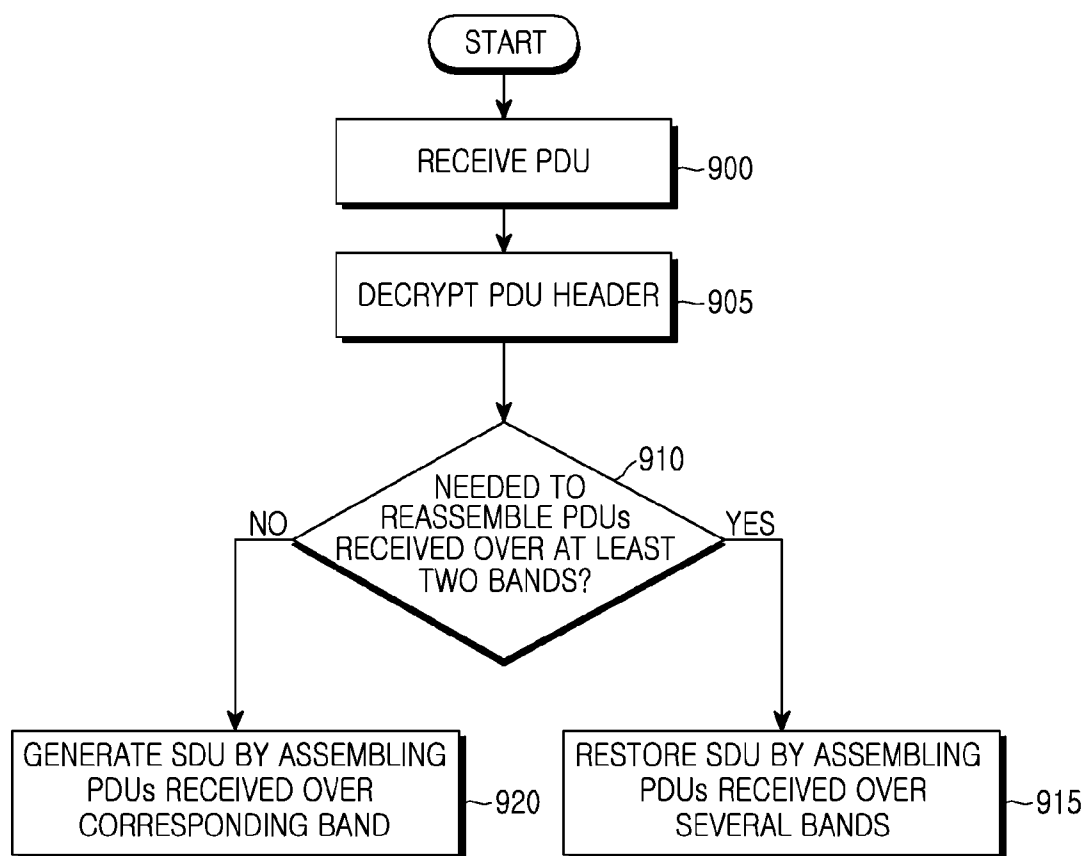 START
RECEIVE PDU
900
DECRYPT PDU HEADER
905
910
NEEDED TO
REASSEMBLE PDUs
RECEIVED OVER AT LEAST
TWO BANDS?
NO
YES
GENERATE SDU BY ASSEMBLING
PDUs RECEIVED OVER
CORRESPONDING BAND
920
RESTORE SDU BY ASSEMBLING
PDUs RECEIVED OVER
SEVERAL BANDS
915